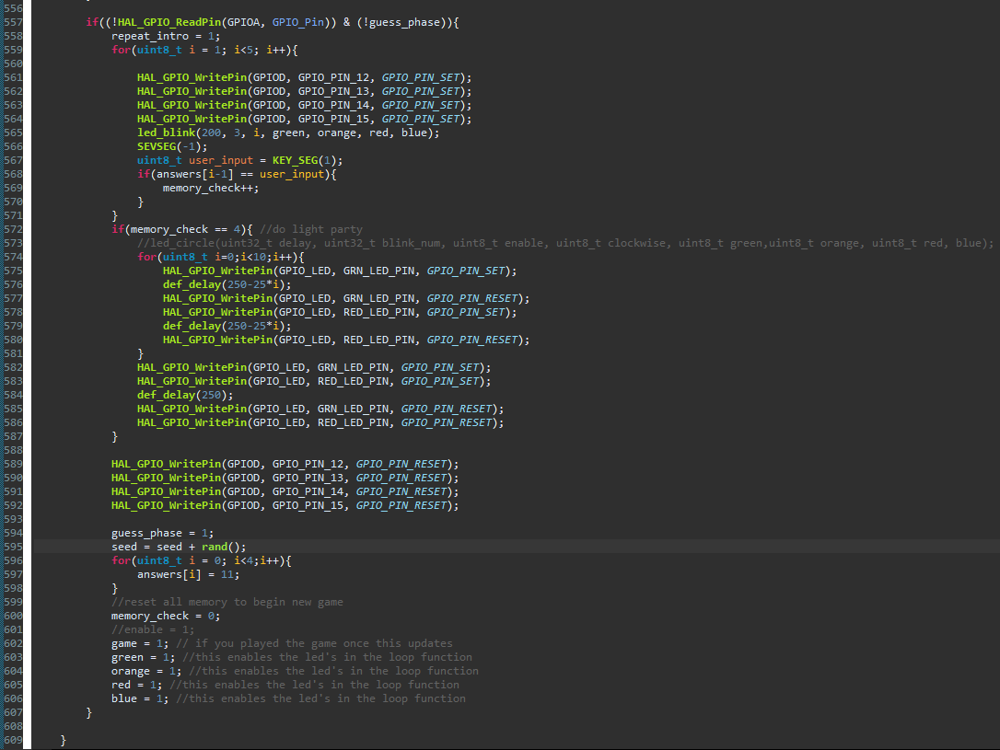 556
557 if((!HAL_GPIO_ReadPin(GPIOA, GPIO_Pin)) & (!guess_phase)){
558 repeat_intro = 1;
559 for(uint8_t i = 1; i<5; i++){
560
561 HAL_GPIO_WritePin(GPIOD, GPIO_PIN_12, GPIO_PIN_SET);
562 HAL_GPIO_WritePin(GPIOD, GPIO_PIN_13, GPIO_PIN_SET);
563 HAL_GPIO_WritePin(GPIOD, GPIO_PIN_14, GPIO_PIN_SET);
564 HAL_GPIO_WritePin(GPIOD, GPIO_PIN_15, GPIO_PIN_SET);
565 led_blink(200, 3, i, green, orange, red, blue);
566 SEVSEG(-1);
567 uint8_t user_input = KEY_SEG(1);
568 if(answers[i-1] == user_input){
569 memory_check++;
570 }
571 }
572 if(memory_check == 4){ //do light party
573 //led_circle(uint32_t delay, uint32_t blink_num, uint8_t enable, uint8_t clockwise, uint8_t green,uint8_t orange, uint8_t red, blue);
574 for(uint8_t i=0;i<10;i++){
575 HAL_GPIO_WritePin(GPIO_LED, GRN_LED_PIN, GPIO_PIN_SET);
576 def_delay(250-25*i);
577 HAL_GPIO_WritePin(GPIO_LED, GRN_LED_PIN, GPIO_PIN_RESET);
578 HAL_GPIO_WritePin(GPIO_LED, RED_LED_PIN, GPIO_PIN_SET);
579 def_delay(250-25*i);
580 HAL_GPIO_WritePin(GPIO_LED, RED_LED_PIN, GPIO_PIN_RESET);
581 }
582 HAL_GPIO_WritePin(GPIO_LED, GRN_LED_PIN, GPIO_PIN_SET);
583 HAL_GPIO_WritePin(GPIO_LED, RED_LED_PIN, GPIO_PIN_SET);
584 def_delay(250);
585 HAL_GPIO_WritePin(GPIO_LED, GRN_LED_PIN, GPIO_PIN_RESET);
586 HAL_GPIO_WritePin(GPIO_LED, RED_LED_PIN, GPIO_PIN_RESET);
587 }
588
589 HAL_GPIO_WritePin(GPIOD, GPIO_PIN_12, GPIO_PIN_RESET);
590 HAL_GPIO_WritePin(GPIOD, GPIO_PIN_13, GPIO_PIN_RESET);
591 HAL_GPIO_WritePin(GPIOD, GPIO_PIN_14, GPIO_PIN_RESET);
592 HAL_GPIO_WritePin(GPIOD, GPIO_PIN_15, GPIO_PIN_RESET);
593
594 guess_phase = 1;
595 seed = seed + rand();
596 for(uint8_t i = 0; i<4;i++){
597 answers[i] = 11;
598 }
599 //reset all memory to begin new game
600 memory_check = 0;
601 //enable = 1;
602 game = 1; // if you played the game once this updates
603 green = 1; //this enables the led's in the loop function
604 orange = 1; //this enables the led's in the loop function
605 red = 1; //this enables the led's in the loop function
606 blue = 1; //this enables the led's in the loop function
607 }
608
609 }